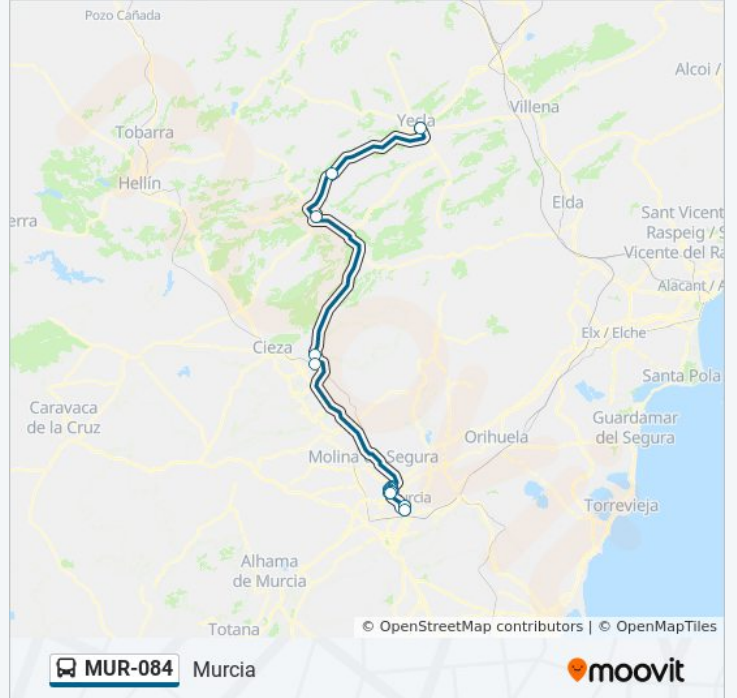 Pozo Cañada
Alcoi /
Villena
Yecla
Tobarra
Hellín
Elda
erra
Sant Vicent
Raspeig / S
Vicente del Ra
Alacant / A
Elx / Elche
Cieza
Santa Pola
Caravaca
de la Cruz
Guardamar
del Segura
Orihuela
Molina de Segura
Murcia
Torrevieja
Alhama
de Murcia
Totana
© OpenStreetMap contributors | © OpenMapTiles
MUR-084 Murcia
moovit